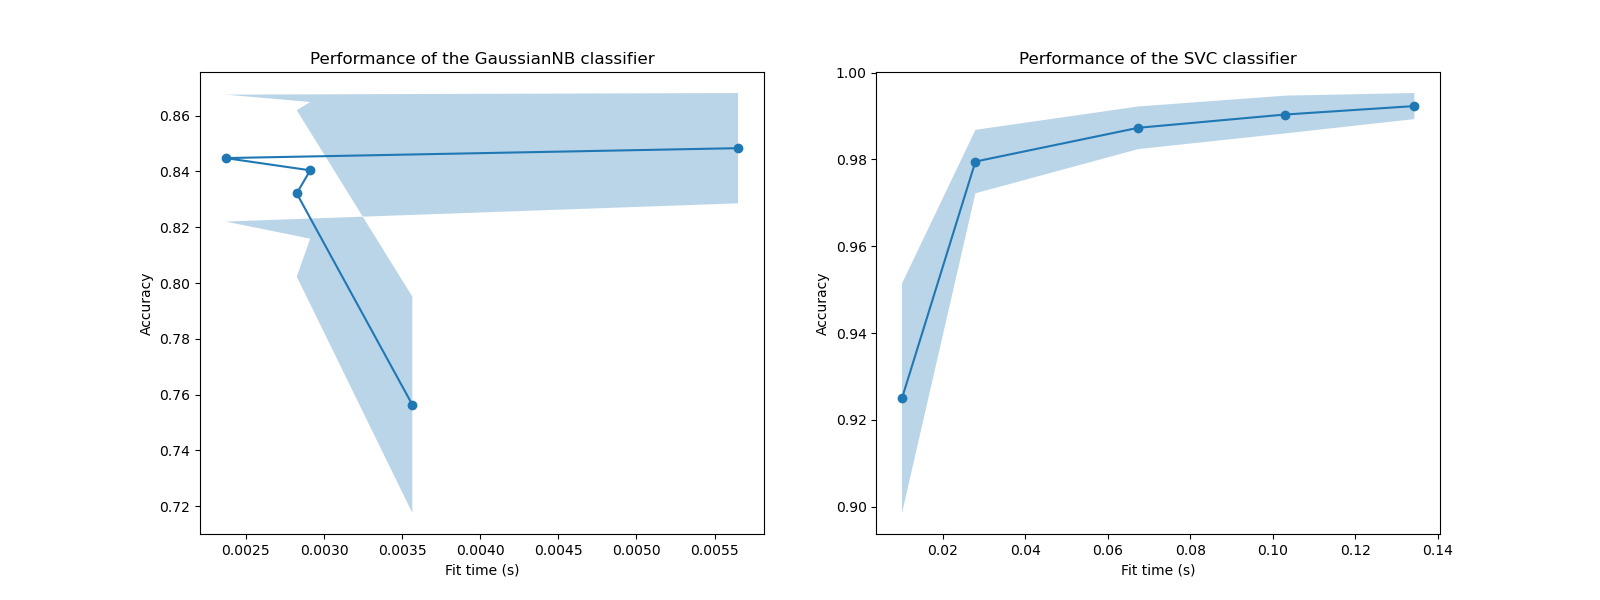 Performance of the GaussianNB classifier
0.86
0.84
0.82
0.80
0.78
0.76
0.74
0.72
Accuracy
0.0025 0.0030 0.0035 0.0040 0.0045 0.0050 0.0055
Fit time (s)
Performance of the SVC classifier
1.00
0.98
0.96
0.94
0.92
0.90
Accuracy
0.02 0.04 0.06 0.08 0.10 0.12 0.14
Fit time (s)